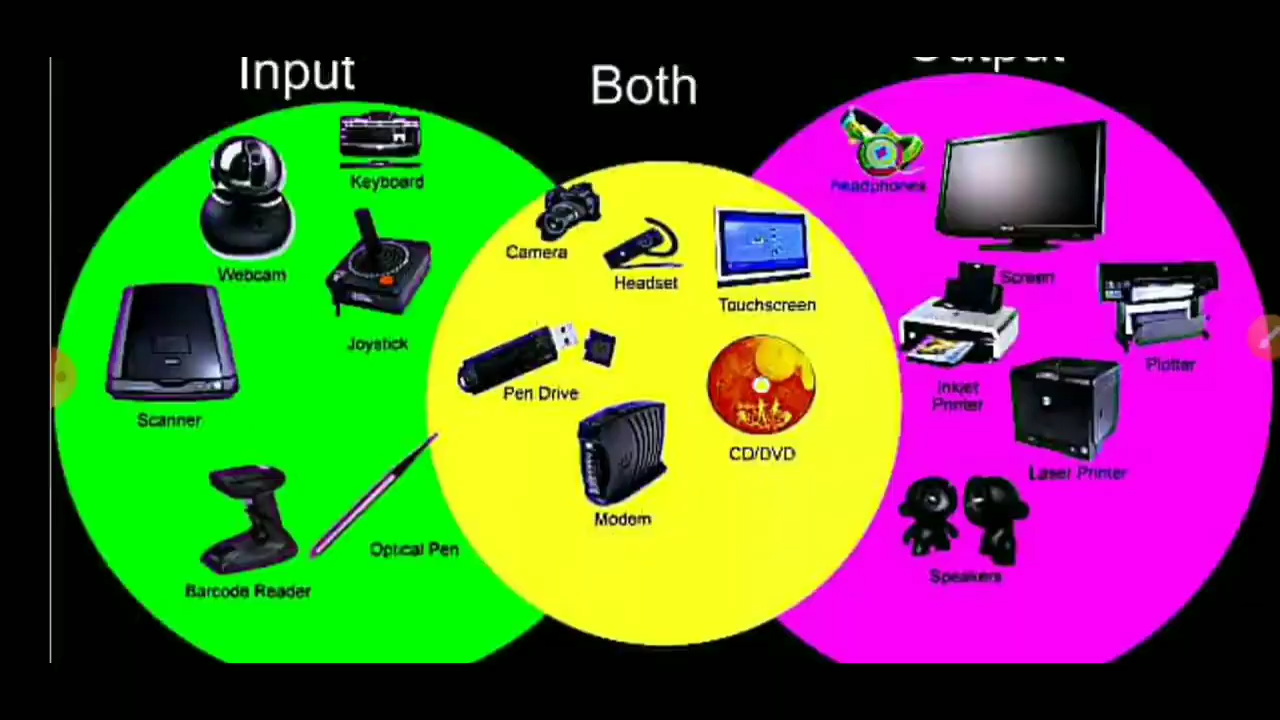 Input
Both
Output
Keyboard
Webcam
Joystick
Scanner
Barcode Reader
Optical Pen
Camera
Headset
Touchscreen
Pen Drive
CD/DVD
Modem
headphones
Screen
Inkjet
Printer
Plotter
Laser Printer
Speakers